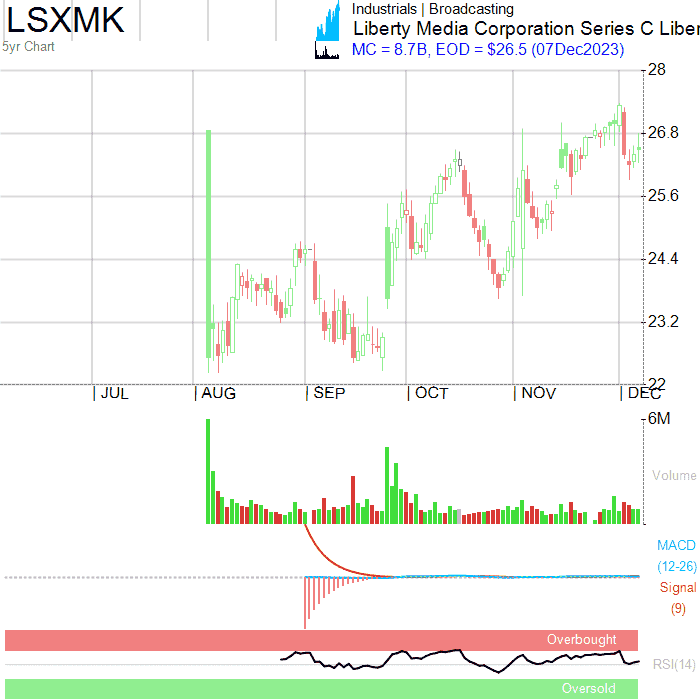 LSXMK
5yr Chart
Industrials | Broadcasting
Liberty Media Corporation Series C Liber
MC = 8.7B, EOD = $26.5 (07Dec2023)
28
26.8
25.6
24.4
23.2
22
JUL AUG SEP OCT NOV DEC
6M
Volume
MACD
(12-26)
Signal
(9)
Overbought
RSI(14)
Oversold